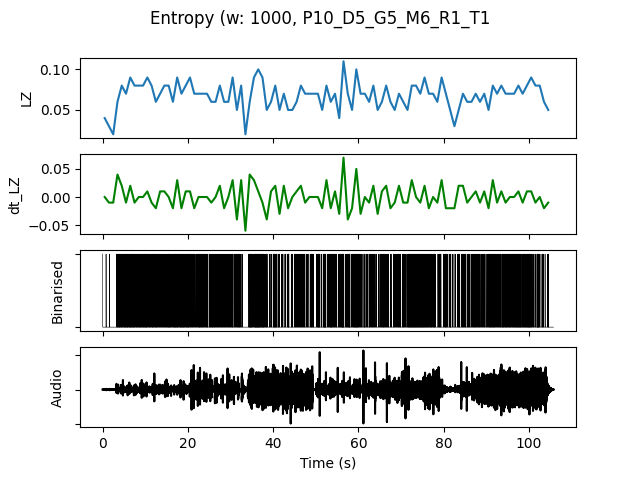 Entropy (w: 1000, P10_D5_G5_M6_R1_T1
0.10
0.05
LZ
0.05
0.00
−0.05
dt_LZ
Binarised
Audio
0 20 40 60 80 100
Time (s)